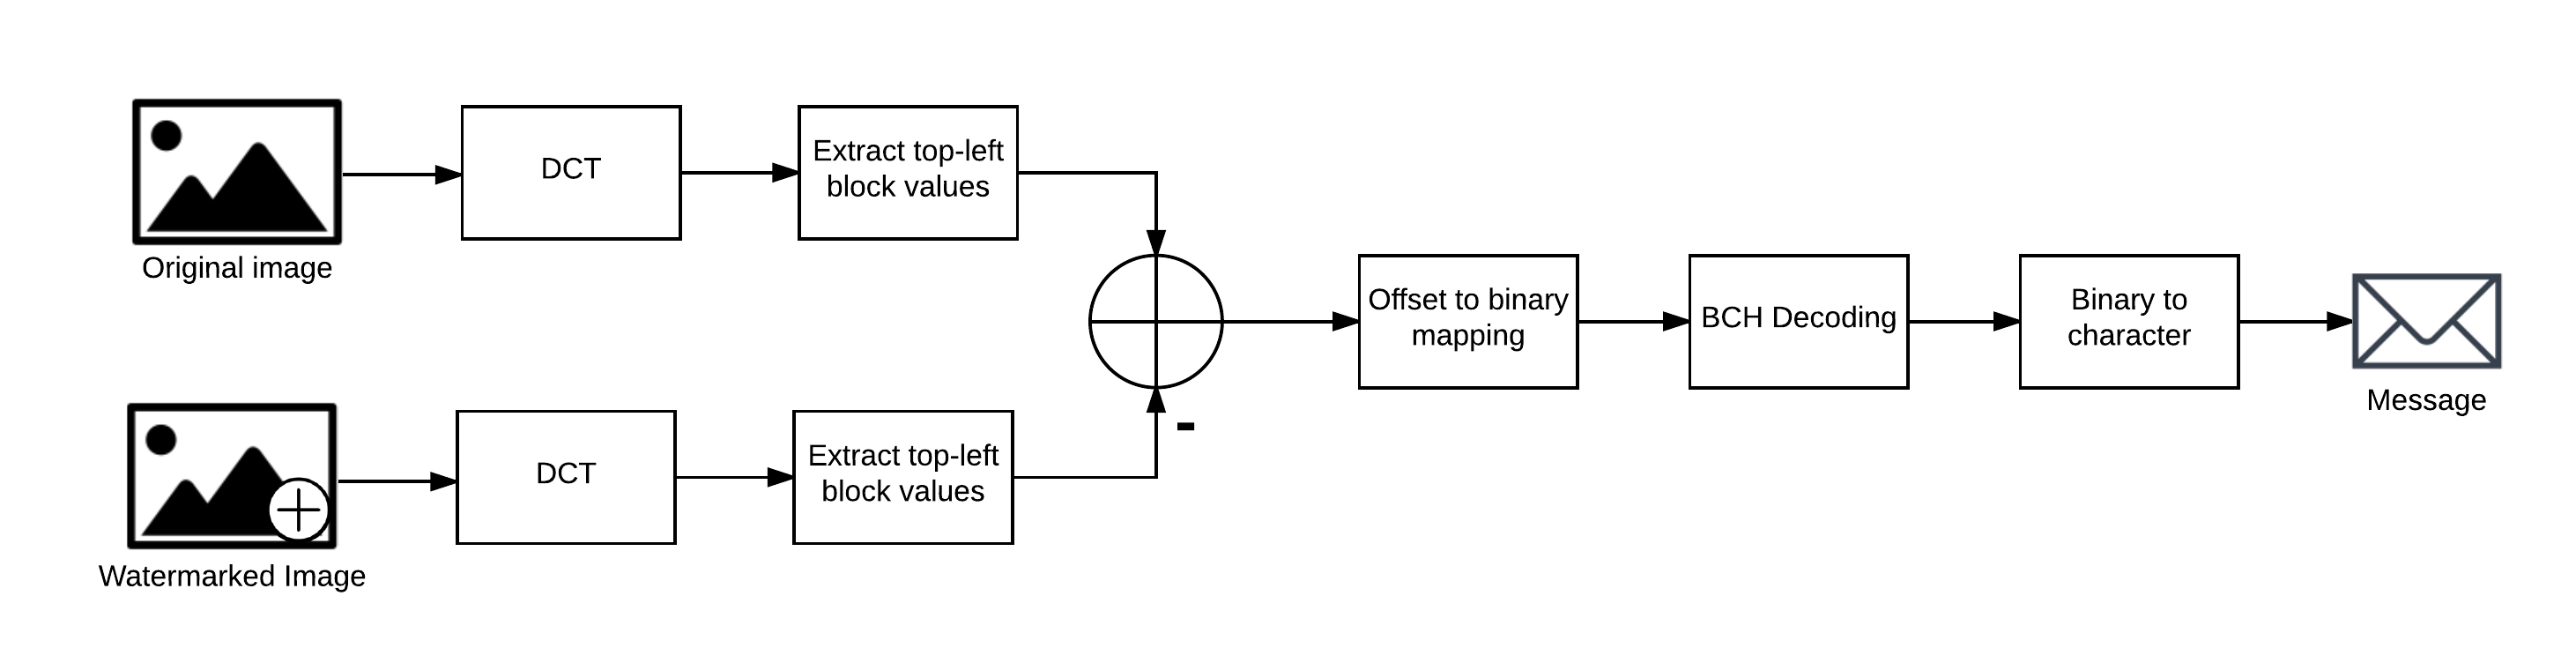 DCT
Extract top-left
block values
Original image
Offset to binary
mapping
BCH Decoding
Binary to
character
Message
-
DCT
Extract top-left
block values
Watermarked Image